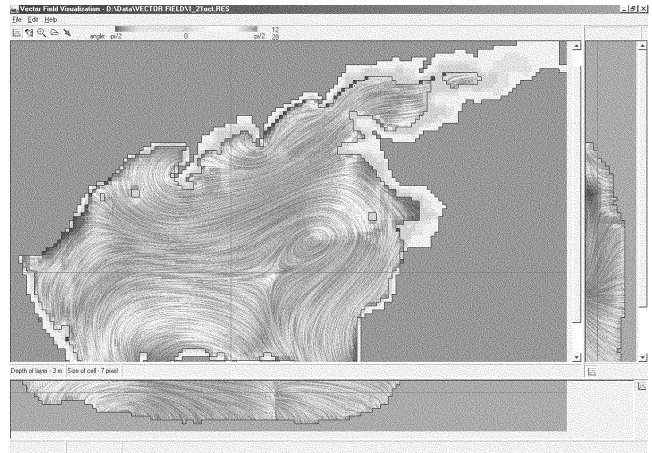 Vector Field Visualization - D:\Data\VECTOR FIELD\1_21oct.RES
File Edit Help
angle: -pi/2 0 pi/2 12
28
Depth of layer - 3 m Size of cell - 7 pixel